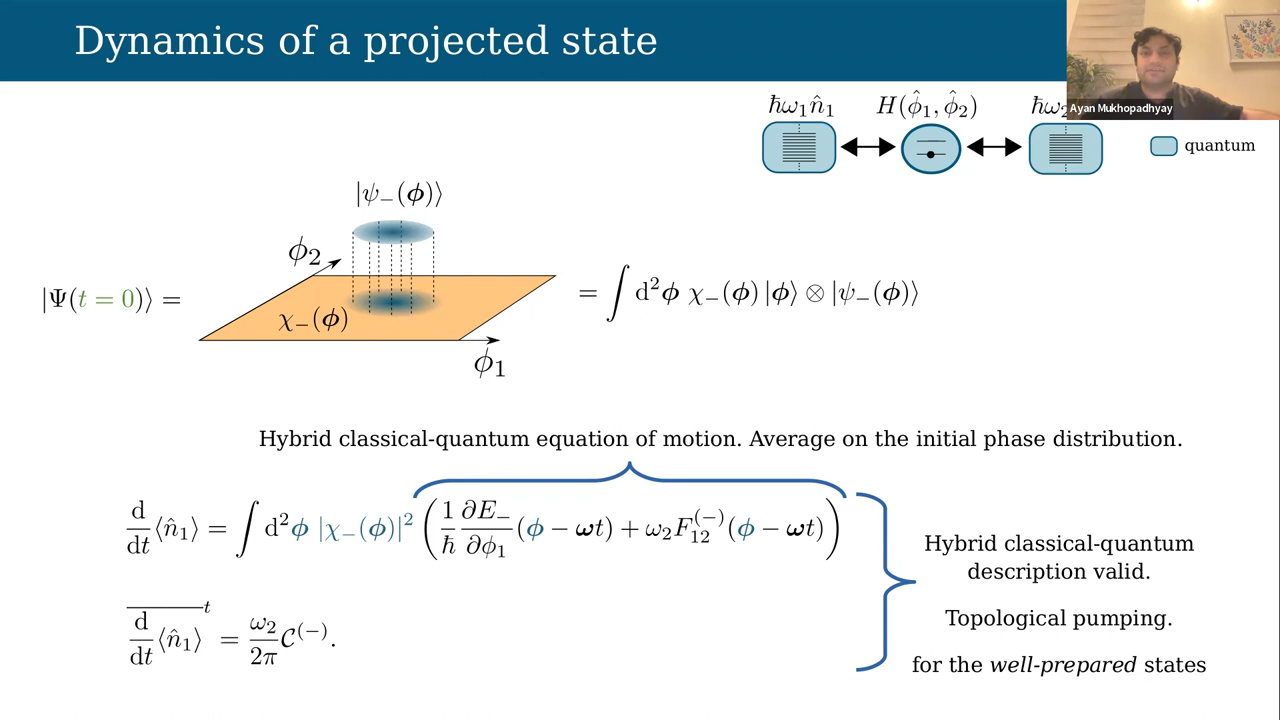 Dynamics of a projected state
Ayan Mukhopadhyay
ħω₁n̂₁ H(ϕ̂₁, ϕ̂₂) ħω₂
quantum
|ψ₋(ϕ)⟩
ϕ₂
|Ψ(t = 0)⟩ = = ∫ d²ϕ χ₋(ϕ) |ϕ⟩ ⊗ |ψ₋(ϕ)⟩
χ₋(ϕ)
ϕ₁
Hybrid classical-quantum equation of motion. Average on the initial phase distribution.
d/dt ⟨n̂₁⟩ = ∫ d²ϕ |χ₋(ϕ)|² (1/ħ ∂E₋/∂ϕ₁ (ϕ − ωt) + ω₂F₁₂⁽⁻⁾(ϕ − ωt))
Hybrid classical-quantum
description valid.
Topological pumping.
for the well-prepared states
\overline{d/dt ⟨n̂₁⟩}ᵗ = ω₂/2π 𝒞⁽⁻⁾.